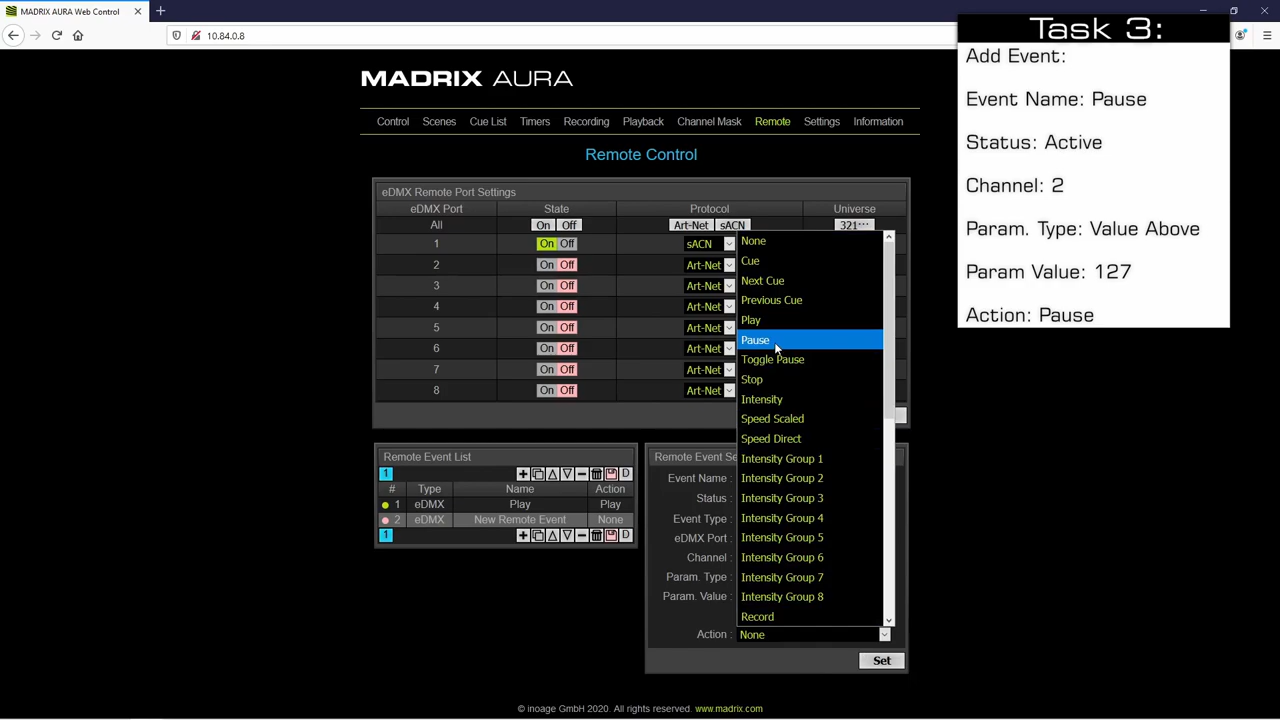 MADRIX AURA Web Control
10.84.0.8
Task 3:
Add Event:
Event Name: Pause
Status: Active
Channel: 2
Param. Type: Value Above
Param Value: 127
Action: Pause
MADRIX AURA
Control Scenes Cue List Timers Recording Playback Channel Mask Remote Settings Information
Remote Control
eDMX Remote Port Settings
eDMX Port State Protocol Universe
All On Off Art-Net sACN 321···
1 On Off sACN
2 On Off Art-Net
3 On Off Art-Net
4 On Off Art-Net
5 On Off Art-Net
6 On Off Art-Net
7 On Off Art-Net
8 On Off Art-Net
None
Cue
Next Cue
Previous Cue
Play
Pause
Toggle Pause
Stop
Intensity
Speed Scaled
Speed Direct
Intensity Group 1
Intensity Group 2
Intensity Group 3
Intensity Group 4
Intensity Group 5
Intensity Group 6
Intensity Group 7
Intensity Group 8
Record
Remote Event List
1 D
# Type Name Action
1 eDMX Play Play
2 eDMX New Remote Event None
1 D
Remote Event Se
Event Name :
Status :
Event Type :
eDMX Port :
Channel :
Param. Type :
Param. Value :
Action : None
Set
© inoage GmbH 2020. All rights reserved. www.madrix.com